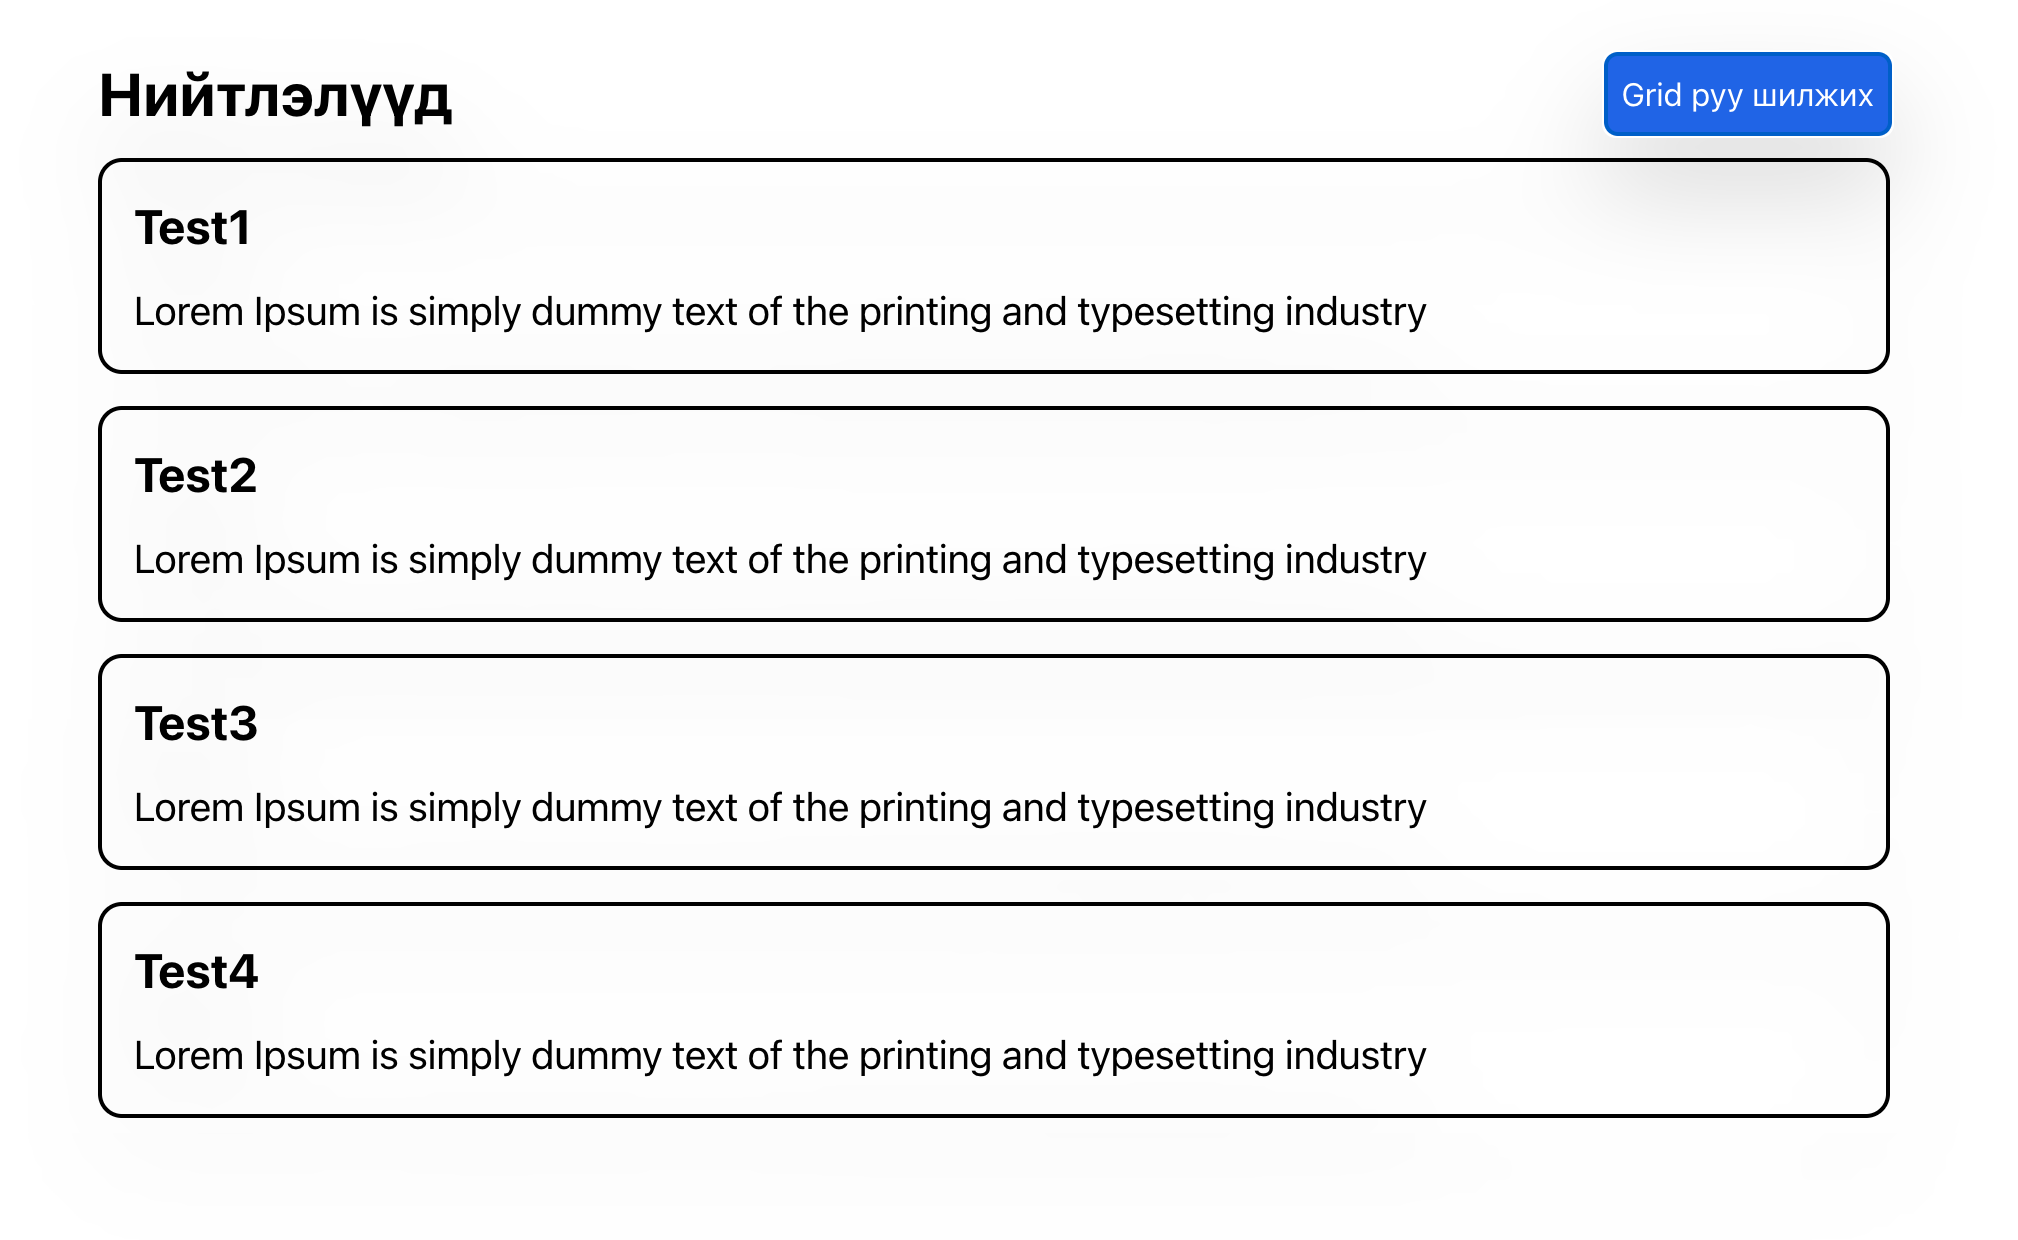 Нийтлэлүүд
Grid руу шилжих
Test1
Lorem Ipsum is simply dummy text of the printing and typesetting industry
Test2
Lorem Ipsum is simply dummy text of the printing and typesetting industry
Test3
Lorem Ipsum is simply dummy text of the printing and typesetting industry
Test4
Lorem Ipsum is simply dummy text of the printing and typesetting industry